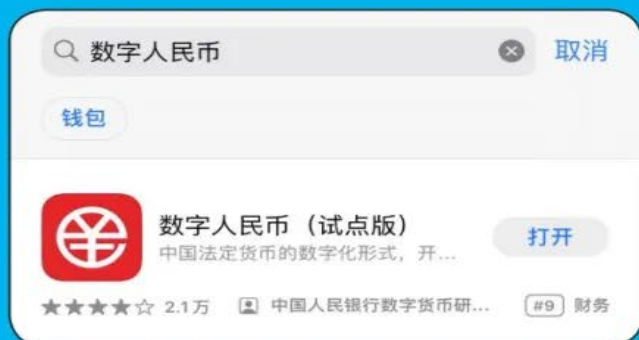 数字人民币 取消
钱包
数字人民币（试点版）
中国法定货币的数字化形式，开... 打开
2.1万 中国人民银行数字货币研... #9 财务